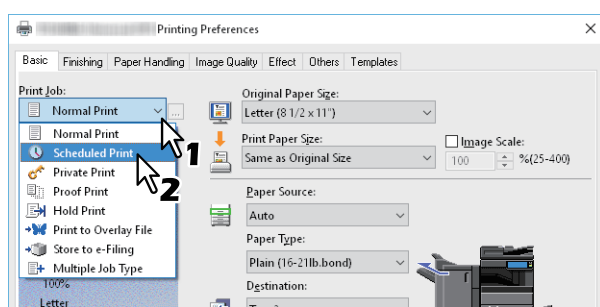 Printing Preferences
Basic Finishing Paper Handling Image Quality Effect Others Templates
Print Job:
Normal Print
...
Normal Print
Scheduled Print
Private Print
Proof Print
Hold Print
Print to Overlay File
Store to e-Filing
Multiple Job Type
100%
Letter
1
2
Original Paper Size:
Letter (8 1/2 x 11")
Print Paper Size:
Same as Original Size
Image Scale:
100 %(25-400)
Paper Source:
Auto
Paper Type:
Plain (16-21lb.bond)
Destination: